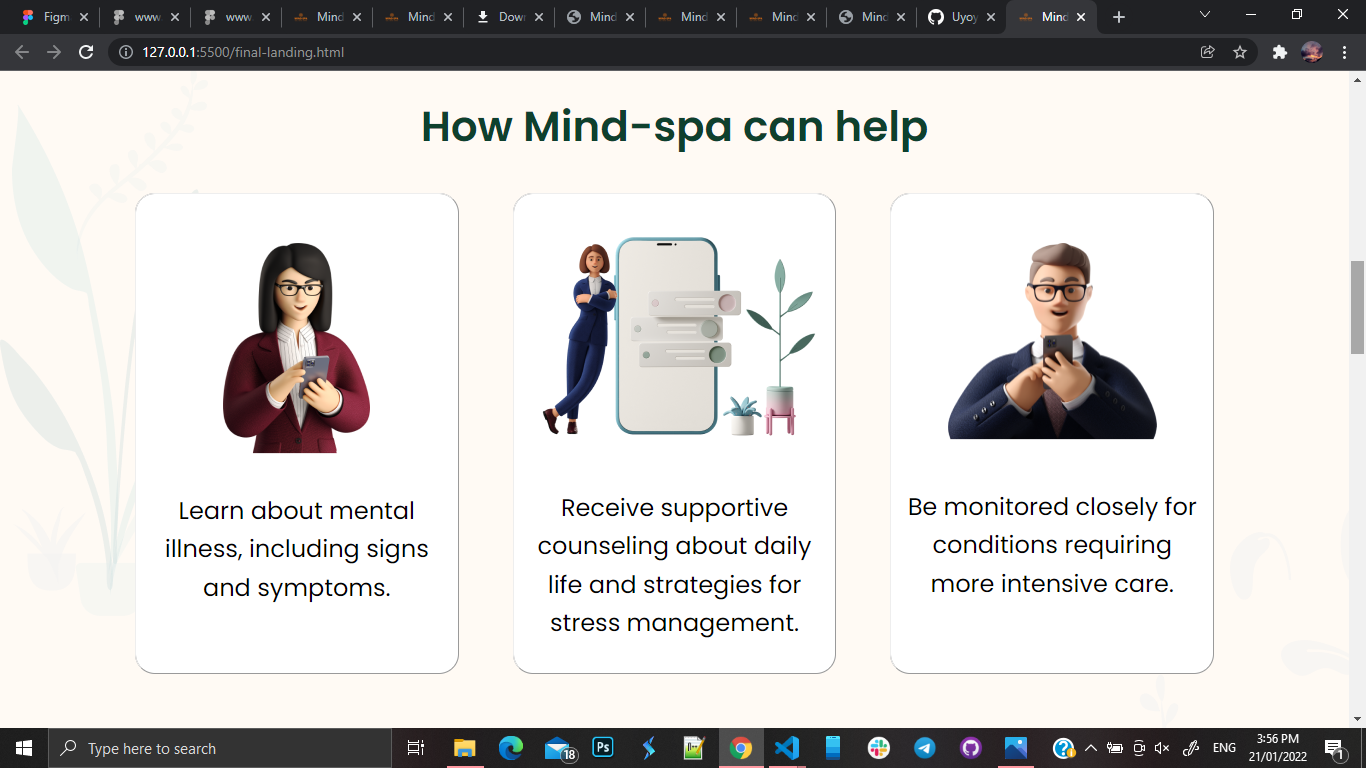 Figm
www.
www.
Mind
Mind
Dow
Mind
Mind
Mind
Mind
Uyoy
Mind
127.0.0.1:5500/final-landing.html
How Mind-spa can help
Learn about mental
illness, including signs
and symptoms.
Receive supportive
counseling about daily
life and strategies for
stress management.
Be monitored closely for
conditions requiring
more intensive care.
Type here to search
18
Ps
ENG
3:56 PM
21/01/2022
1